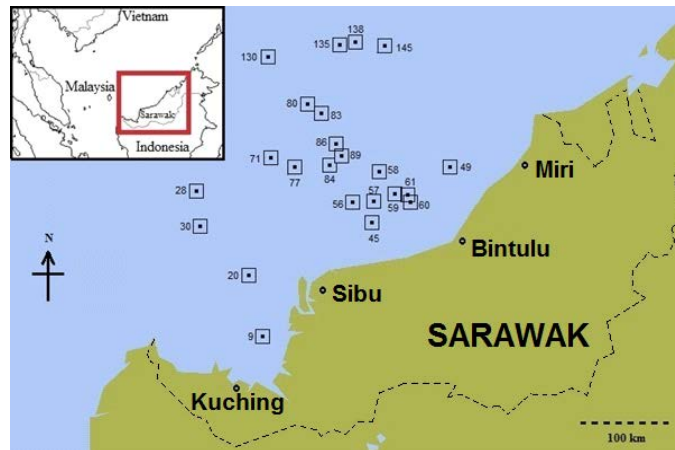 Vietnam
Malaysia
Sarawak
Indonesia
138
135
145
130
80
83
86
89
71
77
84
58
49
Miri
28
57
61
56
59
60
30
45
N
Bintulu
20
Sibu
9
SARAWAK
Kuching
100 km